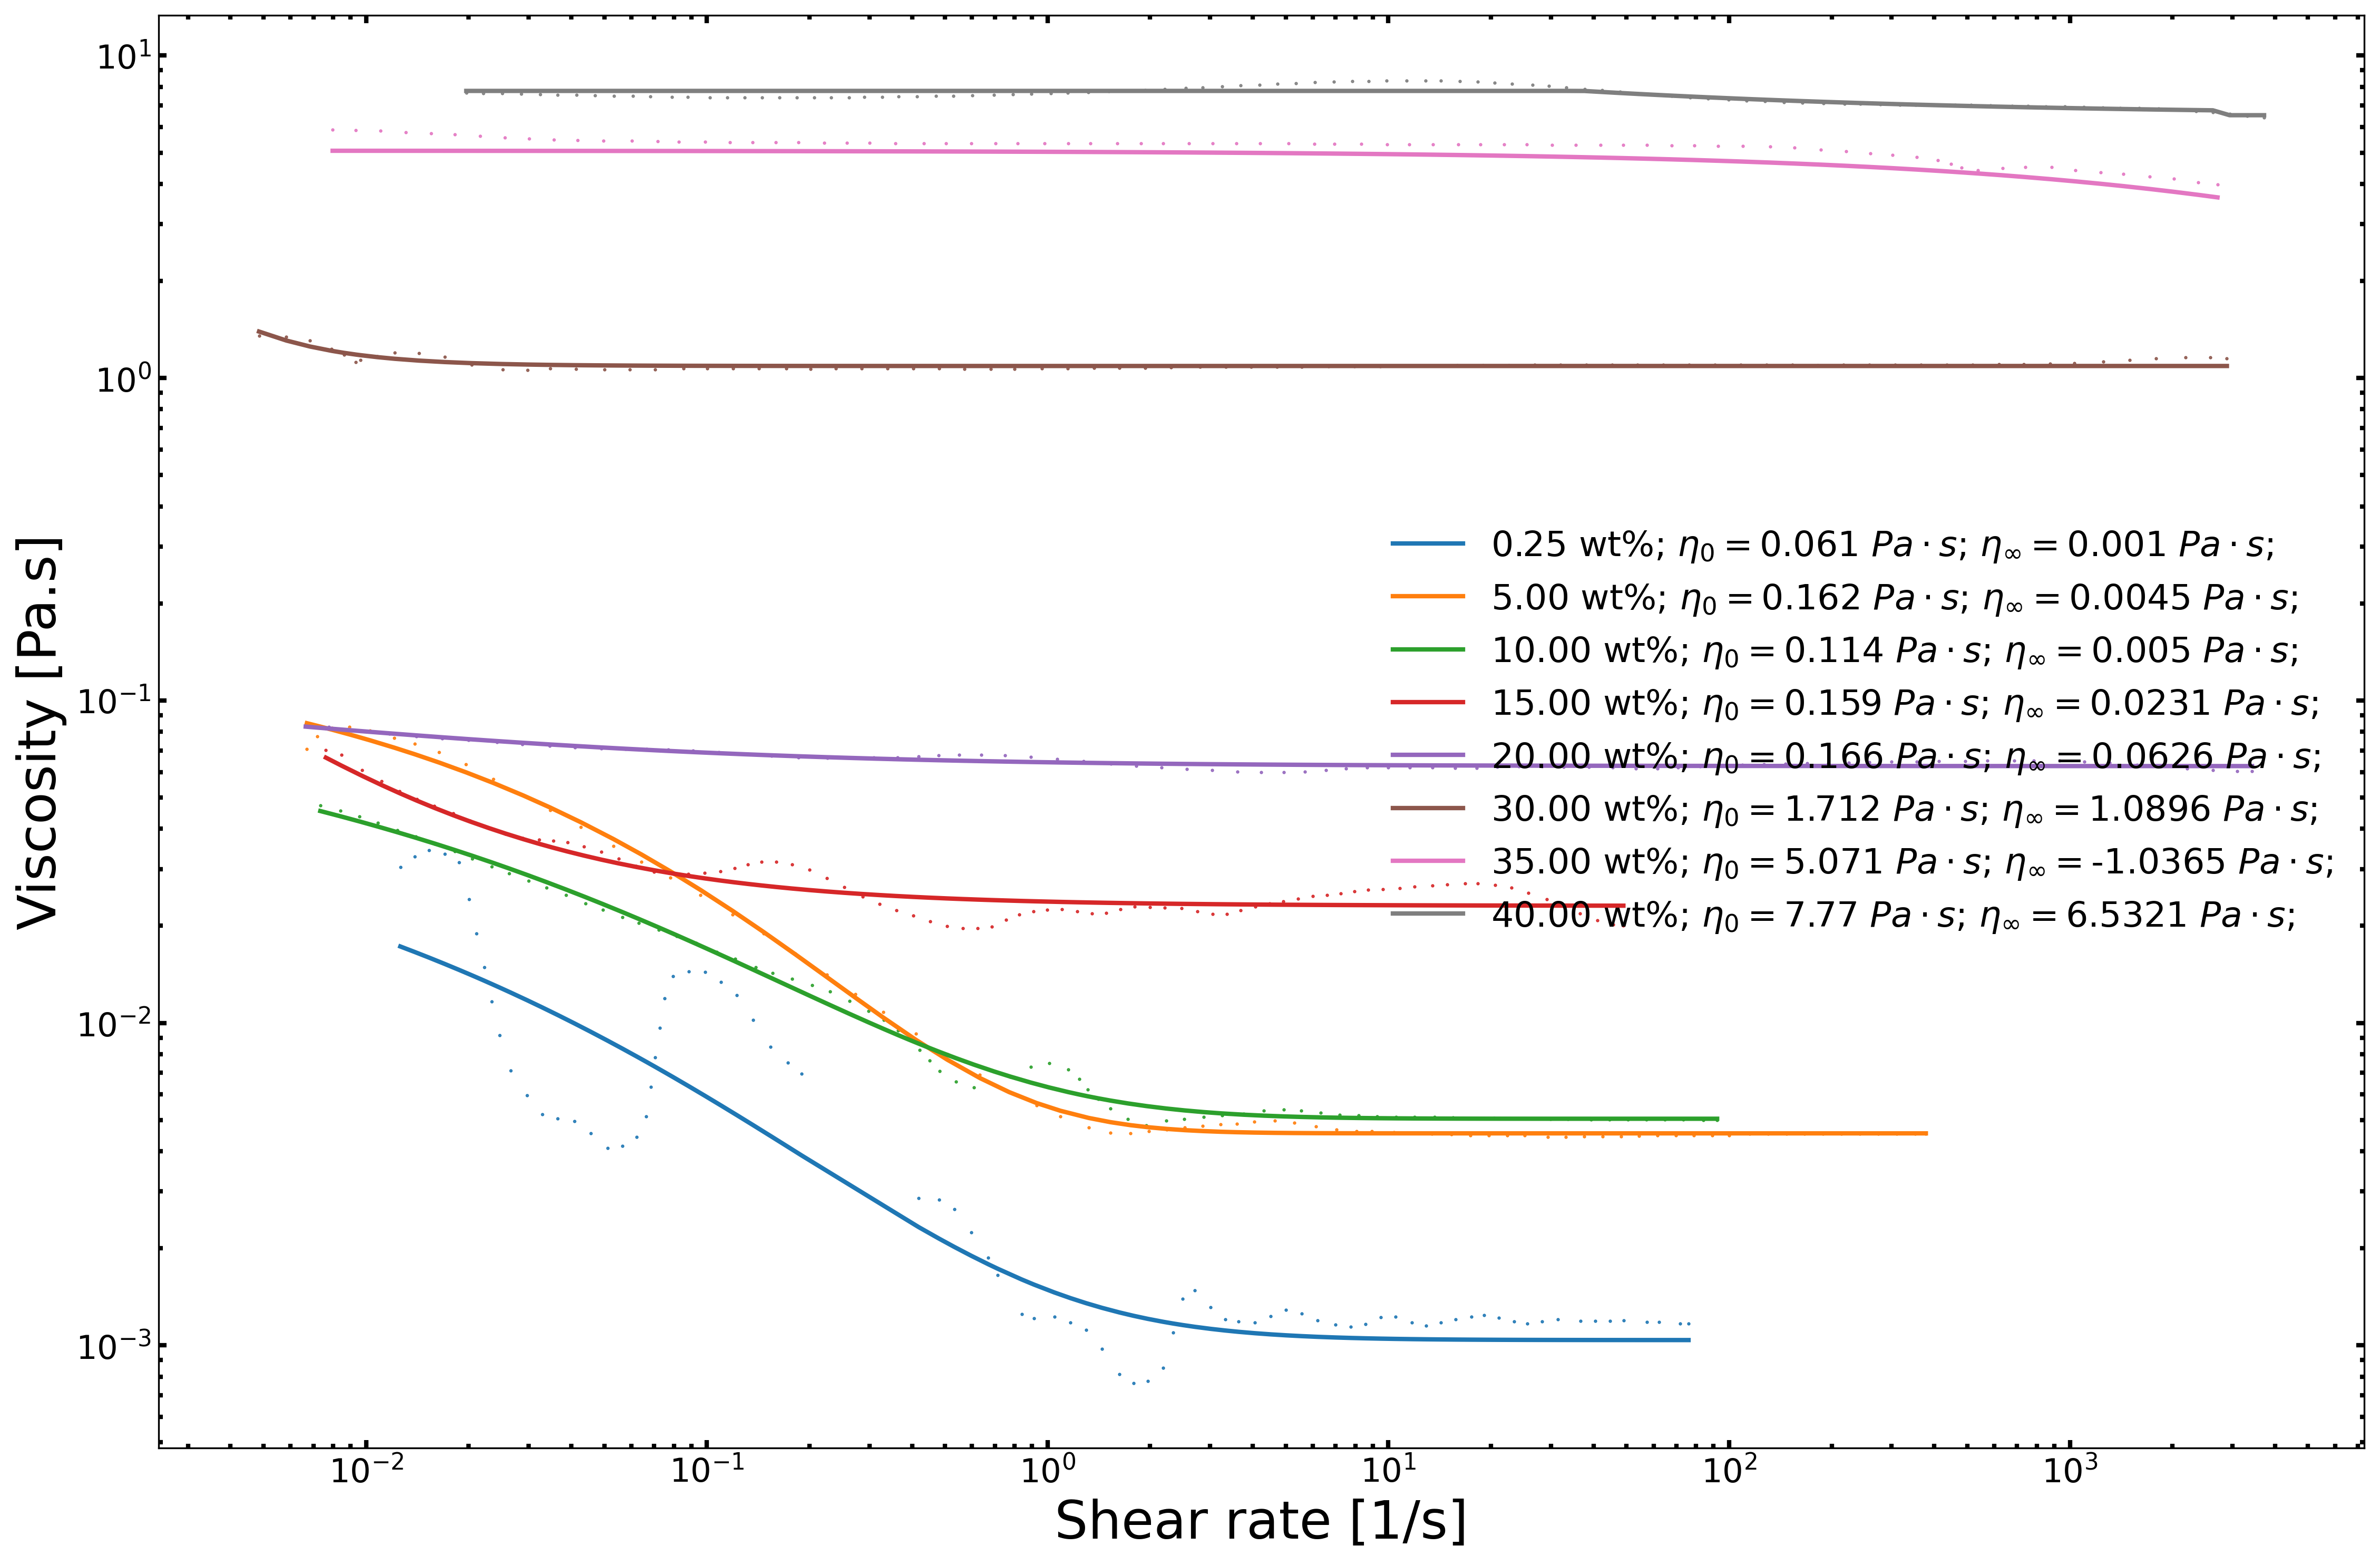 10¹
10⁰
10⁻¹
10⁻²
10⁻³
Viscosity [Pa.s]
0.25 wt%; η₀ = 0.061 Pa · s; η∞ = 0.001 Pa · s;
5.00 wt%; η₀ = 0.162 Pa · s; η∞ = 0.0045 Pa · s;
10.00 wt%; η₀ = 0.114 Pa · s; η∞ = 0.005 Pa · s;
15.00 wt%; η₀ = 0.159 Pa · s; η∞ = 0.0231 Pa · s;
20.00 wt%; η₀ = 0.166 Pa · s; η∞ = 0.0626 Pa · s;
30.00 wt%; η₀ = 1.712 Pa · s; η∞ = 1.0896 Pa · s;
35.00 wt%; η₀ = 5.071 Pa · s; η∞ = -1.0365 Pa · s;
40.00 wt%; η₀ = 7.77 Pa · s; η∞ = 6.5321 Pa · s;
10⁻² 10⁻¹ 10⁰ 10¹ 10² 10³
Shear rate [1/s]